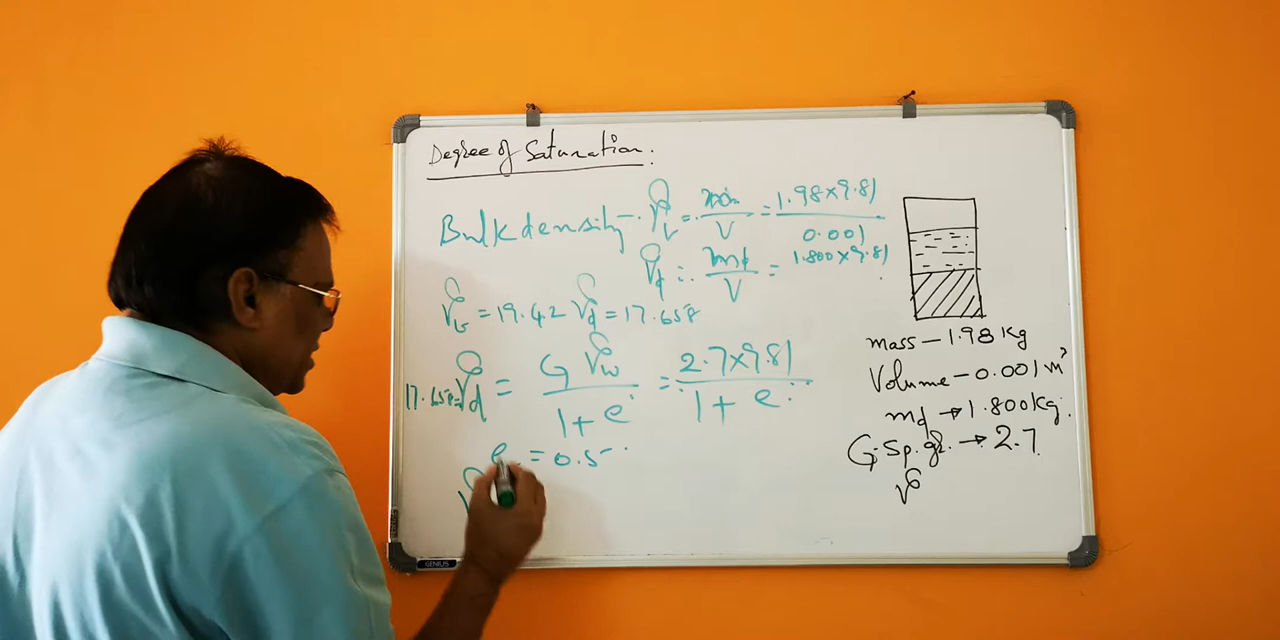 Degree of Saturation:
Bulk density - γb = m / V = 1.98 x 9.81 / 0.001
γd = md / V = 1.800 x 9.81
γb = 19.42 γd = 17.658
17.658 = γd = G γw / 1 + e = 2.7 x 9.81 / 1 + e
e = 0.5
γ
mass - 1.98 kg
Volume - 0.001 m³
md → 1.800 kg.
G. Sp. gr. → 2.7
γ
GENIUS